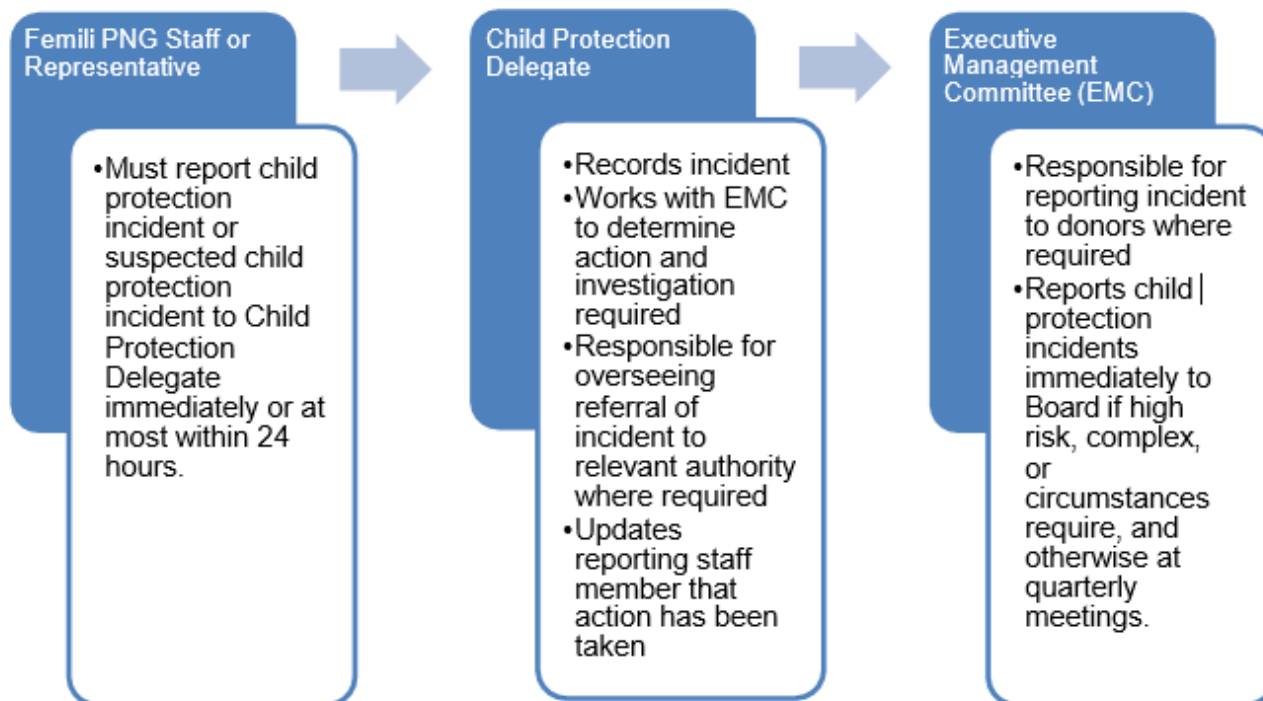 Femili PNG Staff or
Representative
•Must report child
protection
incident or
suspected child
protection
incident to Child
Protection
Delegate
immediately or at
most within 24
hours.
Child Protection
Delegate
•Records incident
•Works with EMC
to determine
action and
investigation
required
•Responsible for
overseeing
referral of
incident to
relevant authority
where required
•Updates
reporting staff
member that
action has been
taken
Executive
Management
Committee (EMC)
•Responsible for
reporting incident
to donors where
required
•Reports child
protection
incidents
immediately to
Board if high
risk, complex,
or
circumstances
require, and
otherwise at
quarterly
meetings.